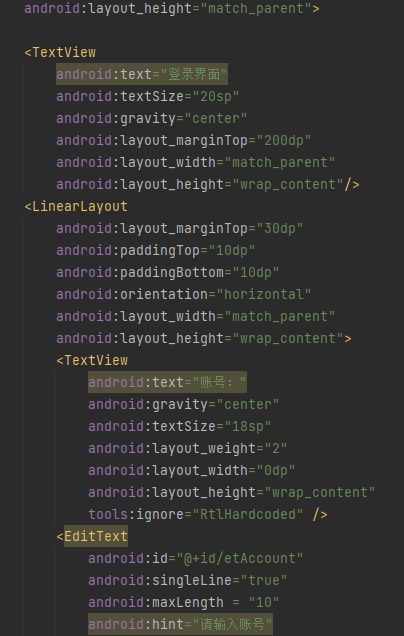 android:layout_height="match_parent">
<TextView
android:text="登录界面"
android:textSize="20sp"
android:gravity="center"
android:layout_marginTop="200dp"
android:layout_width="match_parent"
android:layout_height="wrap_content"/>
<LinearLayout
android:layout_marginTop="30dp"
android:paddingTop="10dp"
android:paddingBottom="10dp"
android:orientation="horizontal"
android:layout_width="match_parent"
android:layout_height="wrap_content">
<TextView
android:text="账号："
android:gravity="center"
android:textSize="18sp"
android:layout_weight="2"
android:layout_width="0dp"
android:layout_height="wrap_content"
tools:ignore="RtlHardcoded" />
<EditText
android:id="@+id/etAccount"
android:singleLine="true"
android:maxLength = "10"
android:hint="请输入账号"